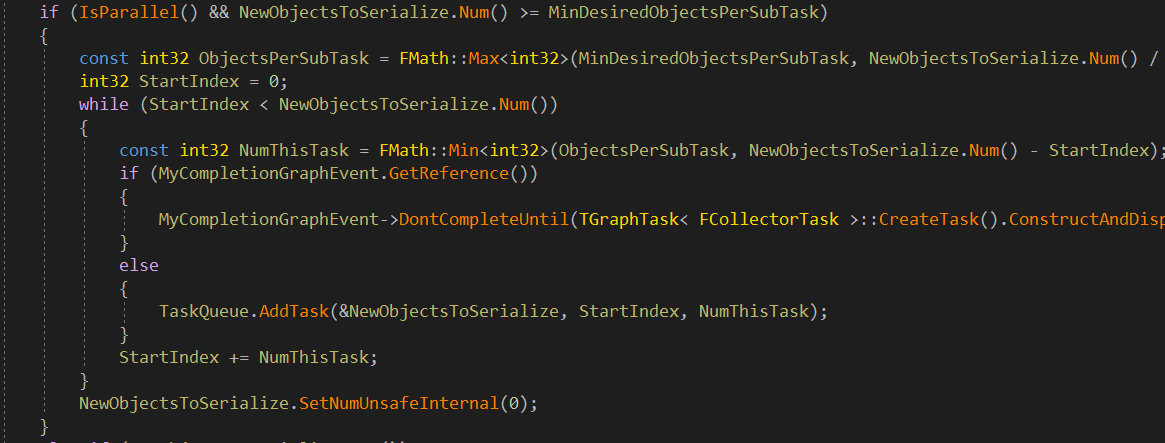 if (IsParallel() && NewObjectsToSerialize.Num() >= MinDesiredObjectsPerSubTask)
{
const int32 ObjectsPerSubTask = FMath::Max<int32>(MinDesiredObjectsPerSubTask, NewObjectsToSerialize.Num() /
int32 StartIndex = 0;
while (StartIndex < NewObjectsToSerialize.Num())
{
const int32 NumThisTask = FMath::Min<int32>(ObjectsPerSubTask, NewObjectsToSerialize.Num() - StartIndex);
if (MyCompletionGraphEvent.GetReference())
{
MyCompletionGraphEvent->DontCompleteUntil(TGraphTask< FCollectorTask >::CreateTask().ConstructAndDisp
}
else
{
TaskQueue.AddTask(&NewObjectsToSerialize, StartIndex, NumThisTask);
}
StartIndex += NumThisTask;
}
NewObjectsToSerialize.SetNumUnsafeInternal(0);
}